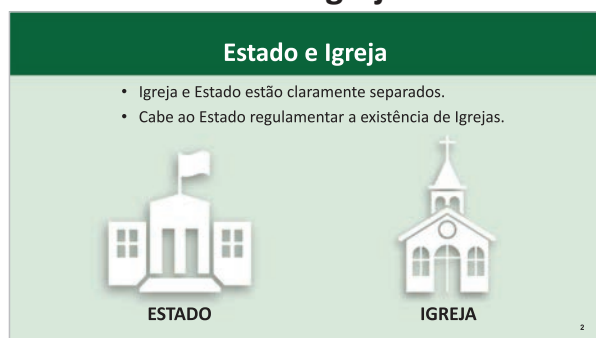 Estado e Igreja
• Igreja e Estado estão claramente separados.
• Cabe ao Estado regulamentar a existência de Igrejas.
ESTADO
IGREJA
2